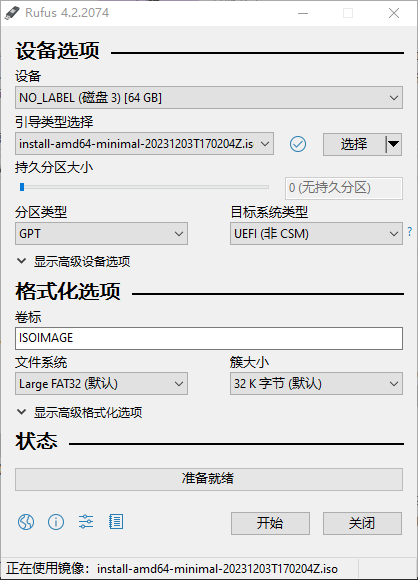 Rufus 4.2.2074
设备选项
设备
NO_LABEL (磁盘 3) [64 GB]
引导类型选择
install-amd64-minimal-20231203T170204Z.is
选择
持久分区大小
0 (无持久分区)
分区类型
目标系统类型
GPT
UEFI (非 CSM)
?
显示高级设备选项
格式化选项
卷标
ISOIMAGE
文件系统
簇大小
Large FAT32 (默认)
32 K 字节 (默认)
显示高级格式化选项
状态
准备就绪
开始
关闭
正在使用镜像：install-amd64-minimal-20231203T170204Z.iso